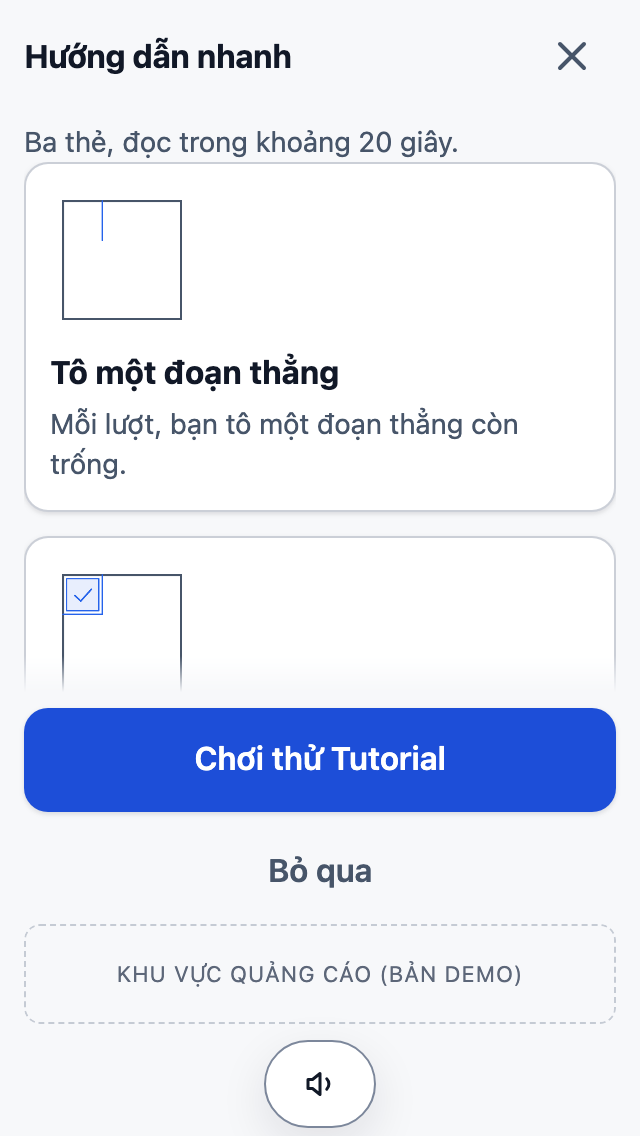 Hướng dẫn nhanh
Ba thẻ, đọc trong khoảng 20 giây.
Tô một đoạn thẳng
Mỗi lượt, bạn tô một đoạn thẳng còn
trống.
Chơi thử Tutorial
Bỏ qua
KHU VỰC QUẢNG CÁO (BẢN DEMO)